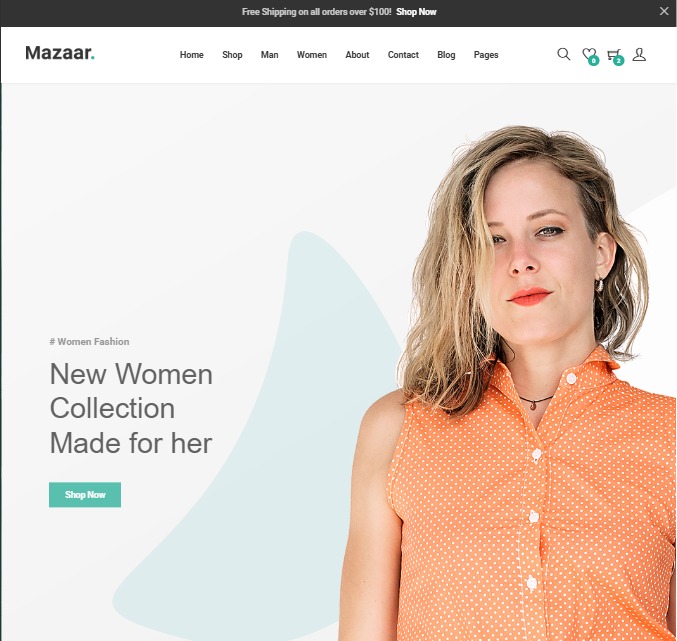 Free Shipping on all orders over $100! Shop Now
Mazaar.
Home Shop Man Women About Contact Blog Pages
0 2
# Women Fashion
New Women
Collection
Made for her
Shop Now